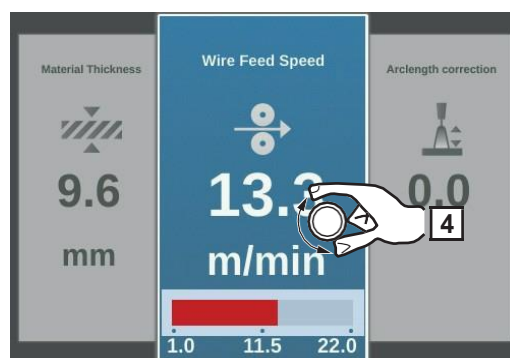 Material Thickness
9.6
mm
Wire Feed Speed
13.3
m/min
1.0 11.5 22.0
Arclength correction
0.0
4